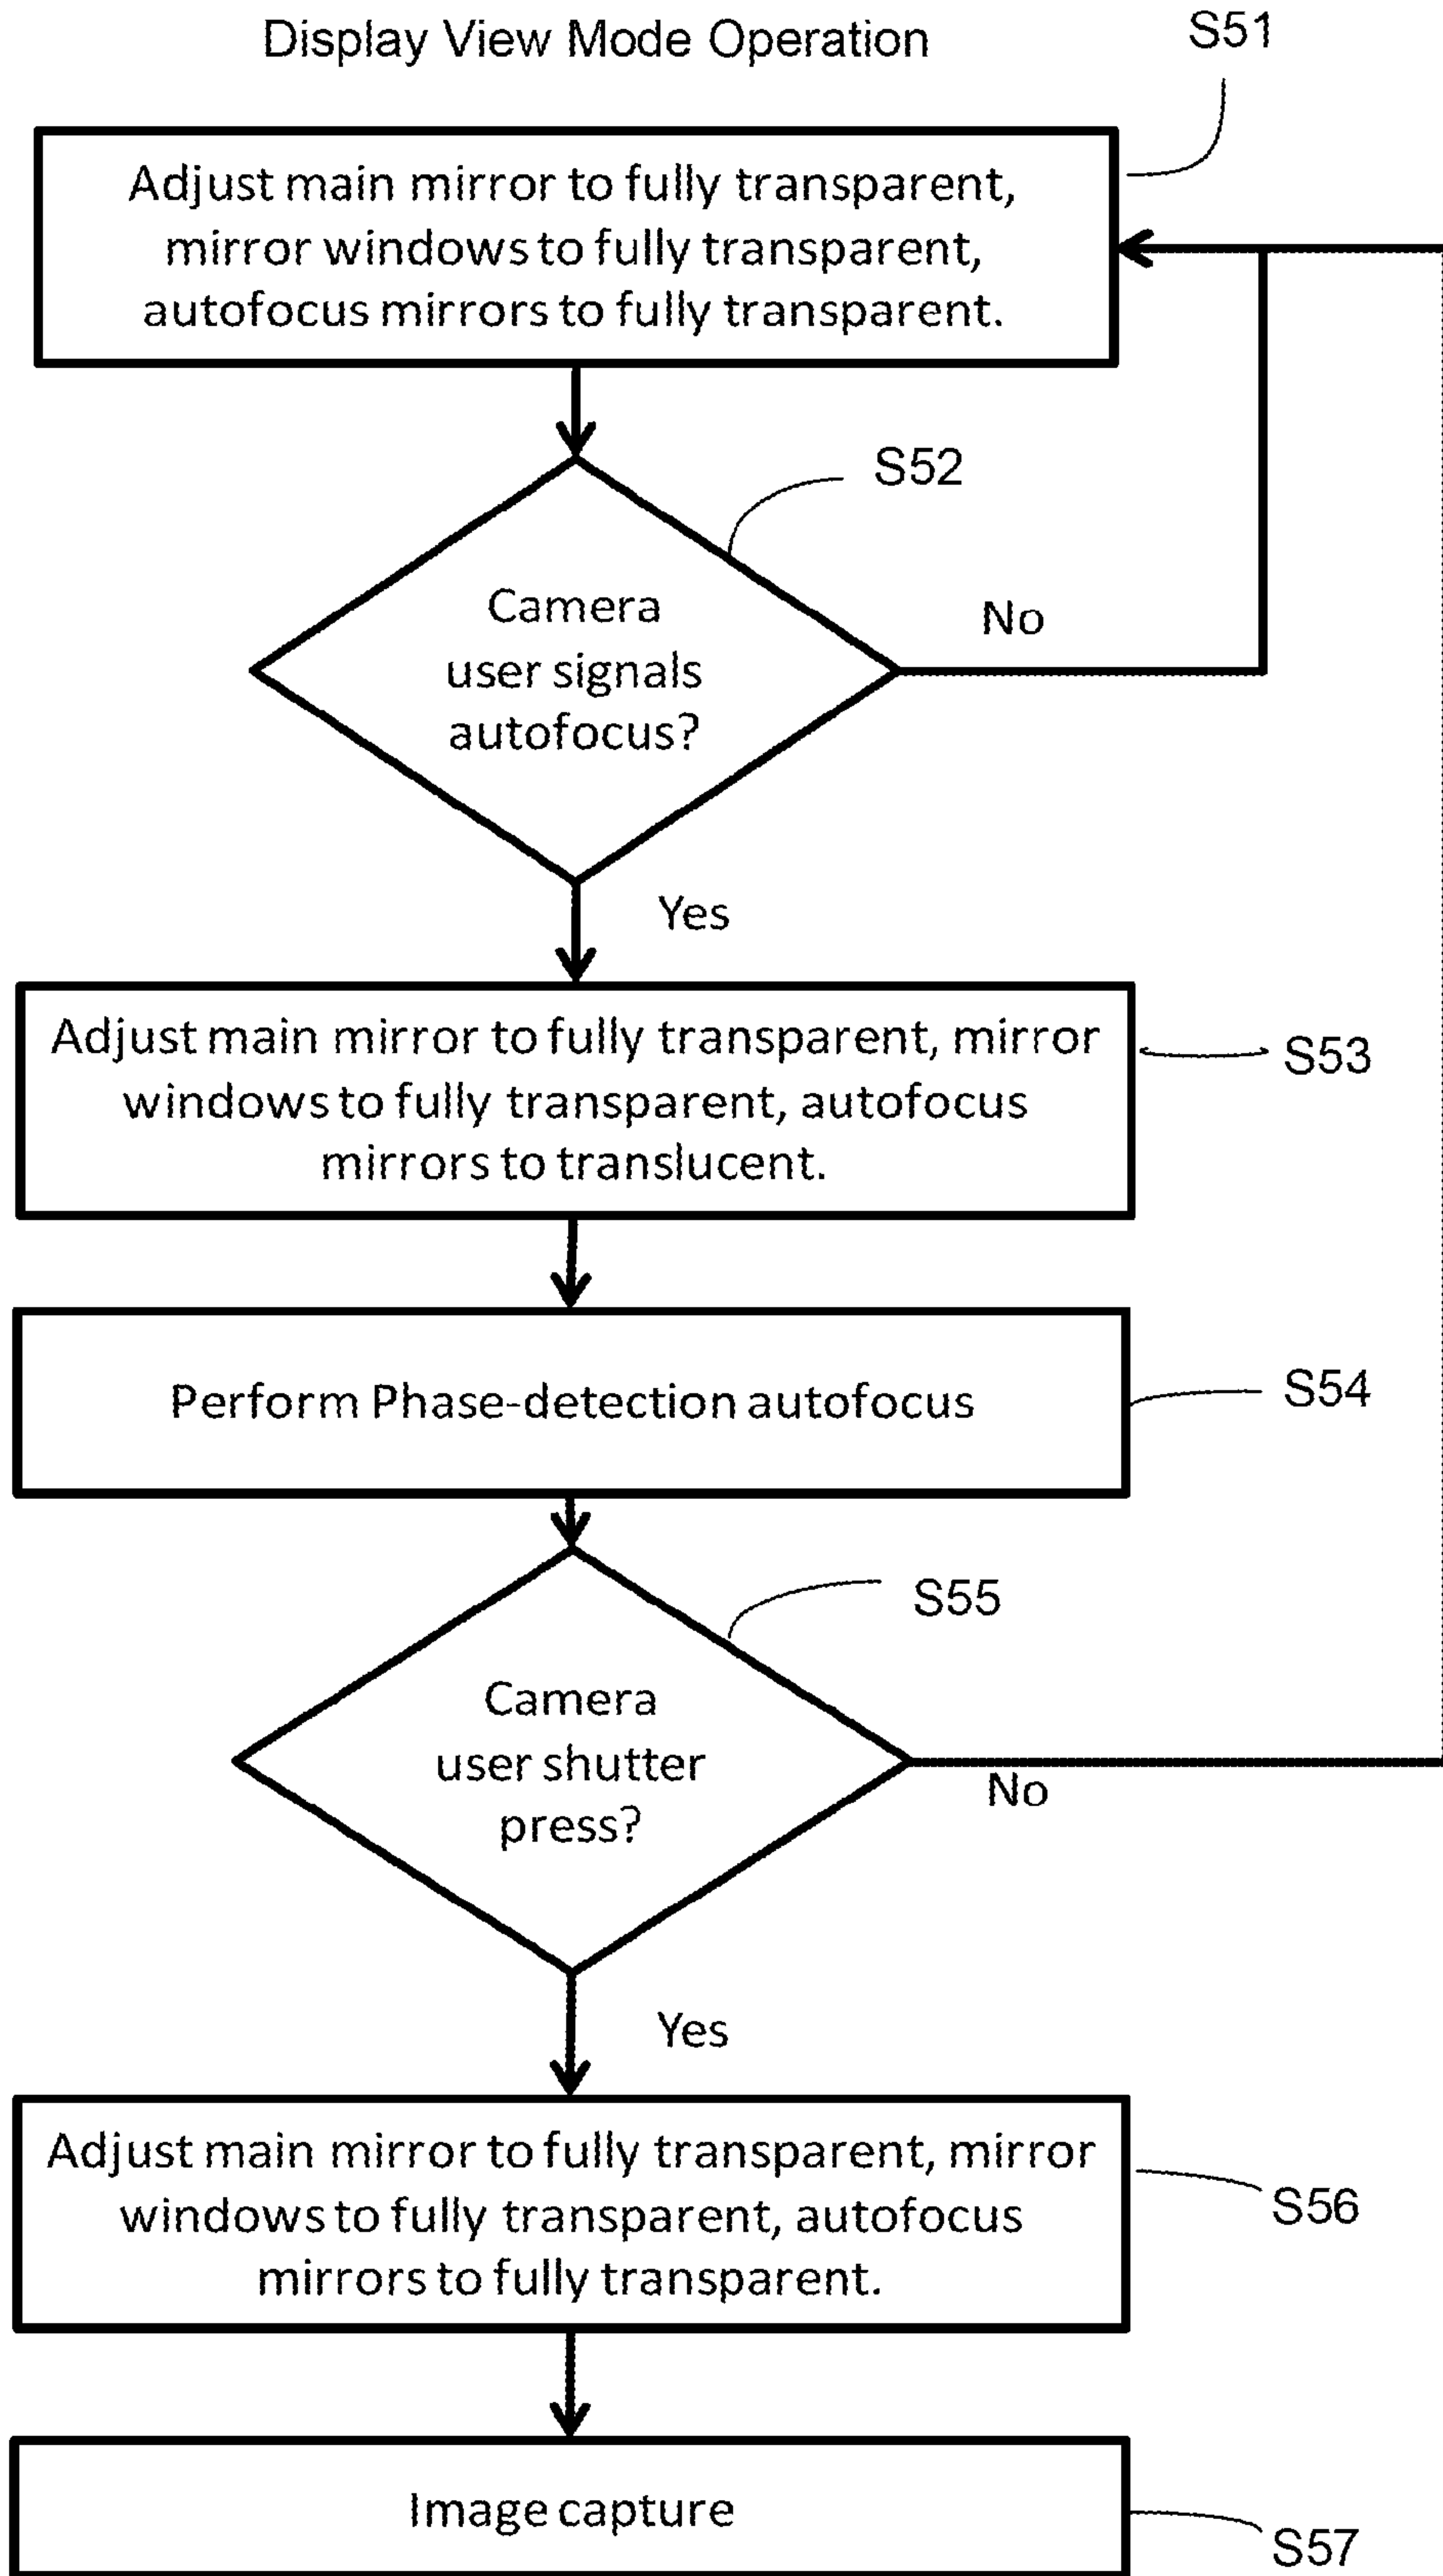 Display View Mode Operation
S51
Adjust main mirror to fully transparent,
mirror windows to fully transparent,
autofocus mirrors to fully transparent.
S52
Camera
user signals
autofocus?
No
Yes
Adjust main mirror to fully transparent, mirror
windows to fully transparent, autofocus
mirrors to translucent.
S53
Perform Phase-detection autofocus
S54
S55
Camera
user shutter
press?
No
Yes
Adjust main mirror to fully transparent, mirror
windows to fully transparent, autofocus
mirrors to fully transparent.
S56
Image capture
S57